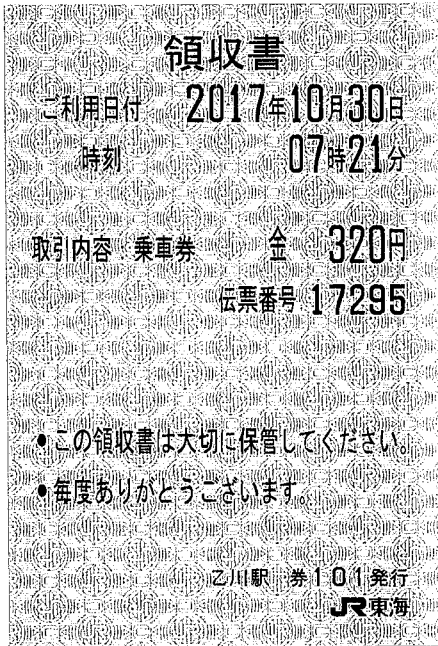 領収書
ご利用日付 2017年10月30日
時刻 07時21分
取引内容:乗車券 金 320円
伝票番号 17295
●この領収書は大切に保管してください。
●毎度ありがとうございます。
乙川駅 券101発行
JR東海